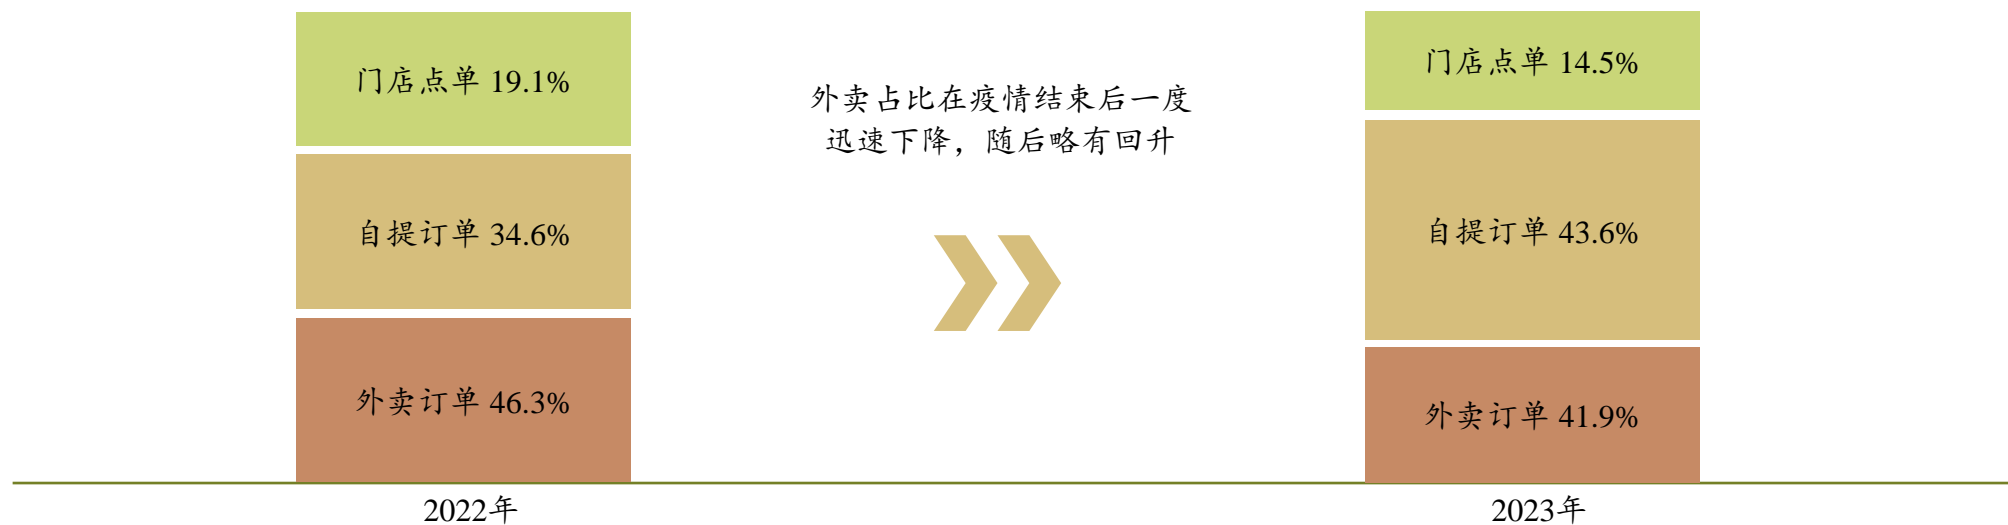 门店点单 19.1%
自提订单 34.6%
外卖订单 46.3%
2022年
外卖占比在疫情结束后一度
迅速下降，随后略有回升
门店点单 14.5%
自提订单 43.6%
外卖订单 41.9%
2023年